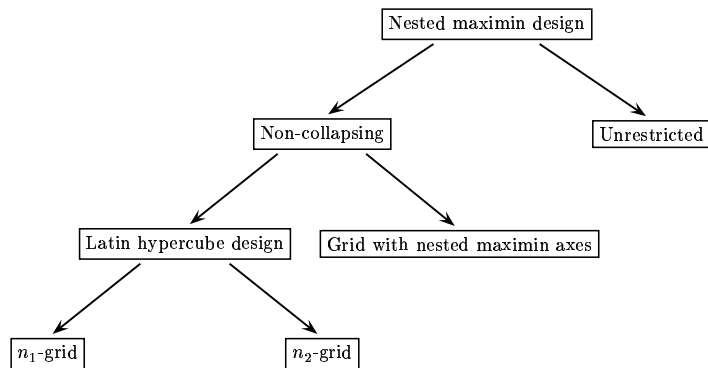 Nested maximin design
Non-collapsing
Unrestricted
Latin hypercube design
Grid with nested maximin axes
n₁-grid
n₂-grid